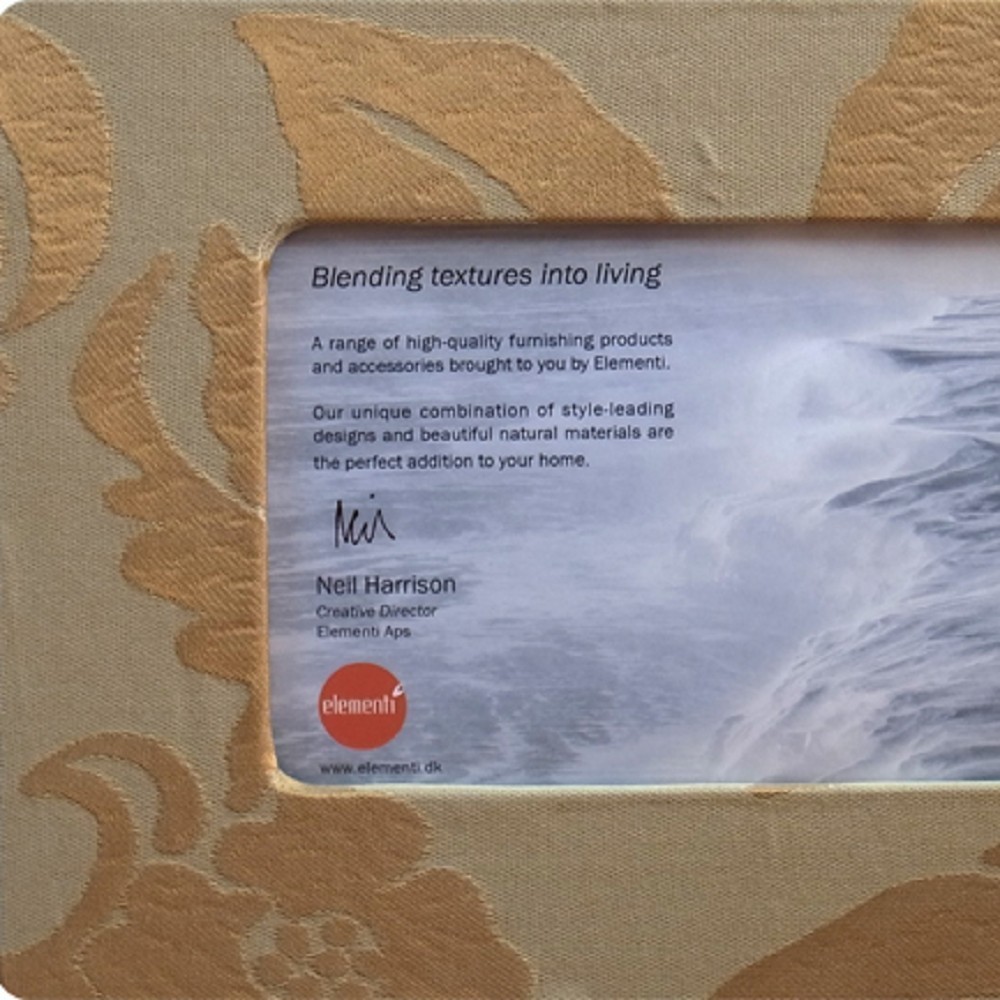 Blending textures into living
A range of high-quality furnishing products
and accessories brought to you by Elementi.
Our unique combination of style-leading
designs and beautiful natural materials are
the perfect addition to your home.
Neil
Neil Harrison
Creative Director
Elementi Aps
elementi
www.elementi.dk